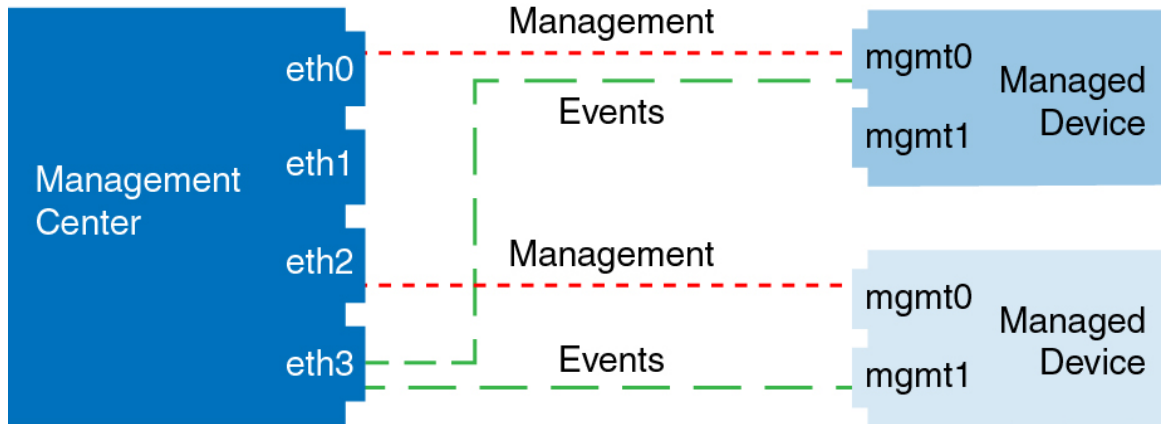 Management
eth0
mgmt0
Managed
Device
Events
mgmt1
eth1
Management
Center
eth2
Management
mgmt0
Managed
Device
eth3
Events
mgmt1